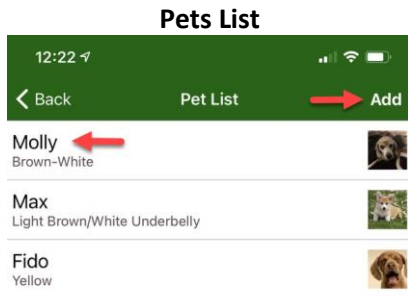 Pets List
12:22
Back Pet List Add
Molly
Brown-White
Max
Light Brown/White Underbelly
Fido
Yellow